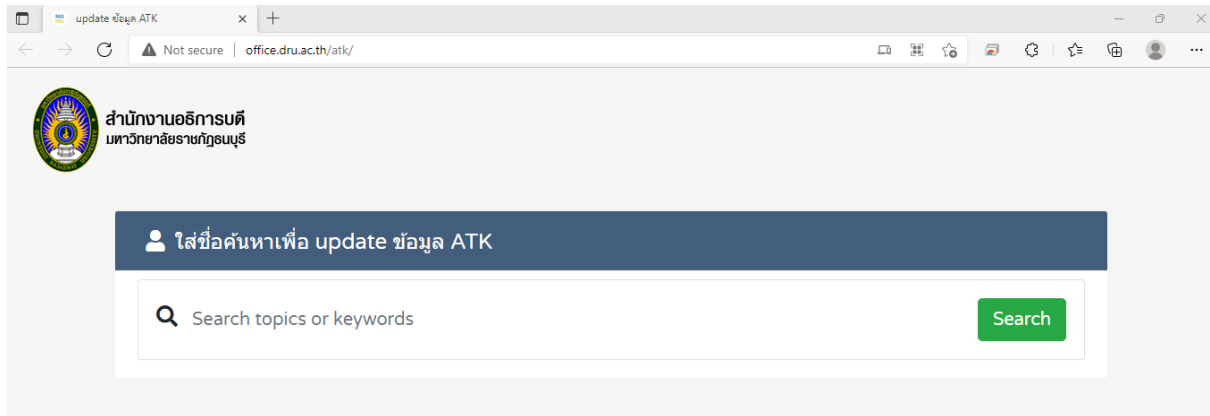 update ข้อมูล ATK
Not secure | office.dru.ac.th/atk/
สำนักงานอธิการบดี
มหาวิทยาลัยราชภัฏธนบุรี
ใส่ชื่อค้นหาเพื่อ update ข้อมูล ATK
Search topics or keywords
Search